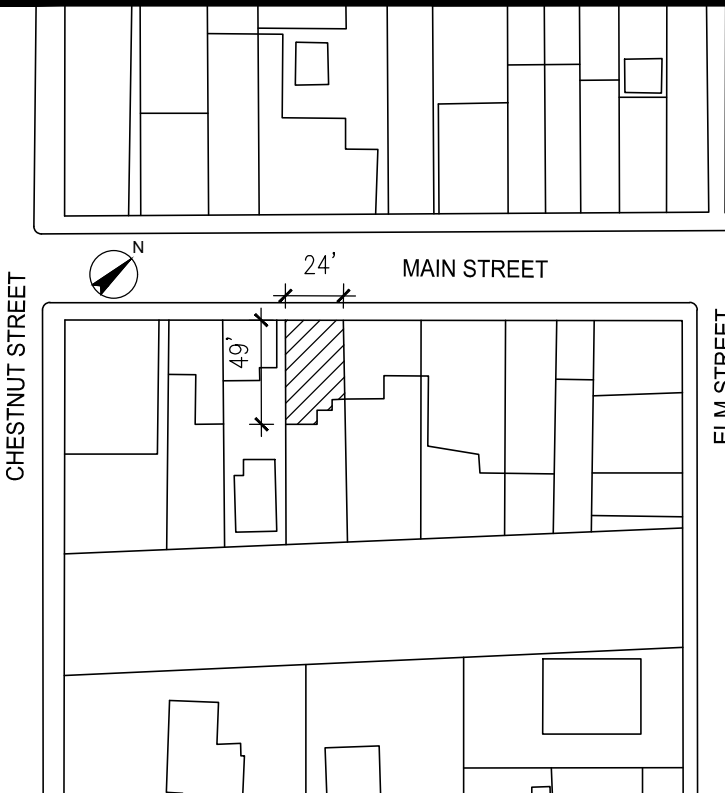 N
24'
MAIN STREET
CHESTNUT STREET
49'
ELM STREET